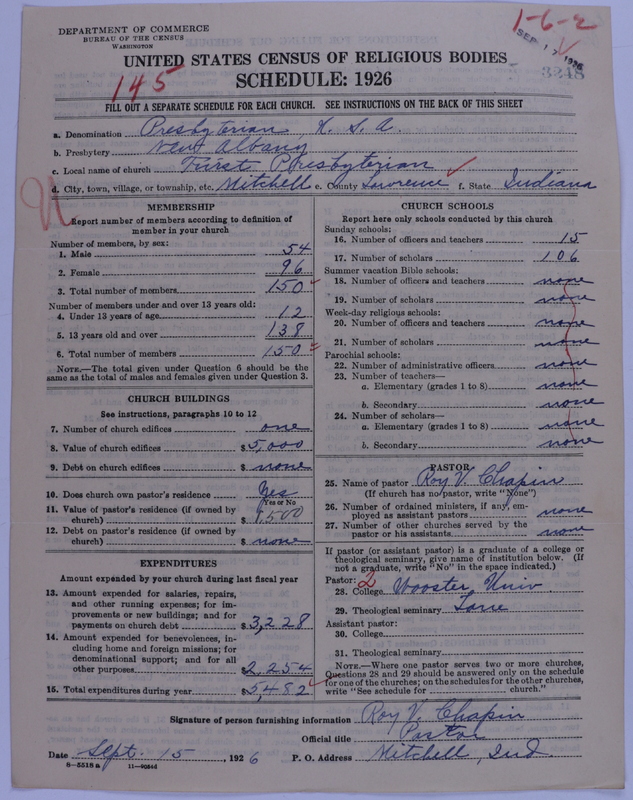 DEPARTMENT OF COMMERCE
BUREAU OF THE CENSUS
WASHINGTON
1-6-2
SEP 17 1926
3248
UNITED STATES CENSUS OF RELIGIOUS BODIES
SCHEDULE: 1926
145
FILL OUT A SEPARATE SCHEDULE FOR EACH CHURCH. SEE INSTRUCTIONS ON THE BACK OF THIS SHEET
a. Denomination Presbyterian, U. S. A.
b. Presbytery New Albany
c. Local name of church First Presbyterian
d. City, town, village, or township, etc. Mitchell e. County Lawrence f. State Indiana
MEMBERSHIP
Report number of members according to definition of member in your church
Number of members, by sex:
1. Male 54
2. Female 96
3. Total number of members 150
Number of members under and over 13 years old:
4. Under 13 years of age 12
5. 13 years old and over 138
6. Total number of members 150
NOTE.—The total given under Question 6 should be the
same as the total of males and females given under Question 3.
CHURCH BUILDINGS
See instructions, paragraphs 10 to 12
7. Number of church edifices one
8. Value of church edifices $5,000
9. Debt on church edifices $ none
10. Does church own pastor's residence Yes
Yes or No
11. Value of pastor's residence (if owned by
church) $ 1,500
12. Debt on pastor's residence (if owned by
church) $ none
EXPENDITURES
Amount expended by your church during last fiscal year
13. Amount expended for salaries, repairs,
and other running expenses; for im-
provements or new buildings; and for
payments on church debt $3,228
14. Amount expended for benevolences, in-
cluding home and foreign missions; for
denominational support; and for all
other purposes $2,254
15. Total expenditures during year $5,482
CHURCH SCHOOLS
Report here only schools conducted by this church
Sunday schools:
16. Number of officers and teachers 15
17. Number of scholars 106
Summer vacation Bible schools:
18. Number of officers and teachers none
19. Number of scholars none
Week-day religious schools:
20. Number of officers and teachers none
21. Number of scholars none
Parochial schools:
22. Number of administrative officers none
23. Number of teachers—
a. Elementary (grades 1 to 8) none
b. Secondary none
24. Number of scholars—
a. Elementary (grades 1 to 8) none
b. Secondary none
PASTOR
25. Name of pastor Roy V. Chapin
(If church has no pastor, write "None")
26. Number of ordained ministers, if any, em-
ployed as assistant pastors none
27. Number of other churches served by the
pastor or his assistants none
If pastor (or assistant pastor) is a graduate of a college or
theological seminary, give name of institution below. (If
not a graduate, write "No" in the space indicated.)
Pastor: 2
28. College Wooster Univ
29. Theological seminary Lane
Assistant pastor:
30. College
31. Theological seminary
NOTE.—Where one pastor serves two or more churches,
Questions 28 and 29 should be answered only on the schedule
for one of the churches; on the schedules for the other churches,
write "See schedule for church."
Signature of person furnishing information Roy V. Chapin
Official title Pastor
Date Sept. 15, 1926 P. O. Address Mitchell, Ind
8-5518a